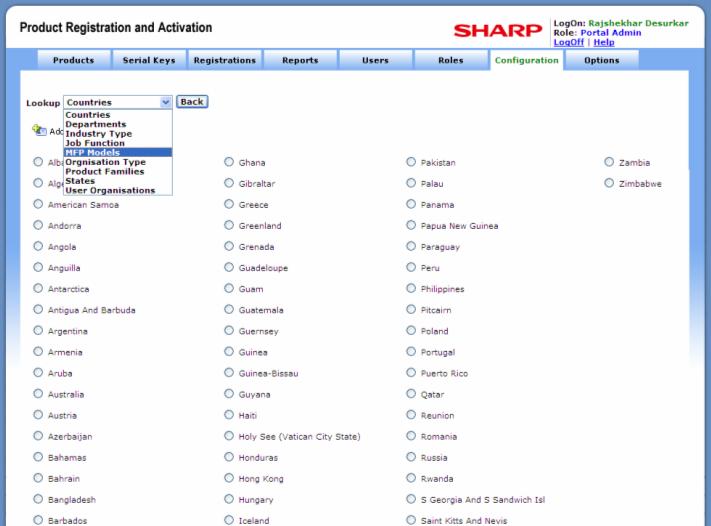 Product Registration and Activation
SHARP
LogOn: Rajshekhar Desurkar
Role: Portal Admin
LogOff | Help
Products Serial Keys Registrations Reports Users Roles Configuration Options
Lookup Countries Back
Countries
Departments
Industry Type
Job Function
MFP Models
Orgnisation Type
Product Families
States
User Organisations
Ghana Pakistan Zambia
Gibraltar Palau Zimbabwe
American Samoa Greece Panama
Andorra Greenland Papua New Guinea
Angola Grenada Paraguay
Anguilla Guadeloupe Peru
Antarctica Guam Philippines
Antigua And Barbuda Guatemala Pitcairn
Argentina Guernsey Poland
Armenia Guinea Portugal
Aruba Guinea-Bissau Puerto Rico
Australia Guyana Qatar
Austria Haiti Reunion
Azerbaijan Holy See (Vatican City State) Romania
Bahamas Honduras Russia
Bahrain Hong Kong Rwanda
Bangladesh Hungary S Georgia And S Sandwich Isl
Barbados Iceland Saint Kitts And Nevis